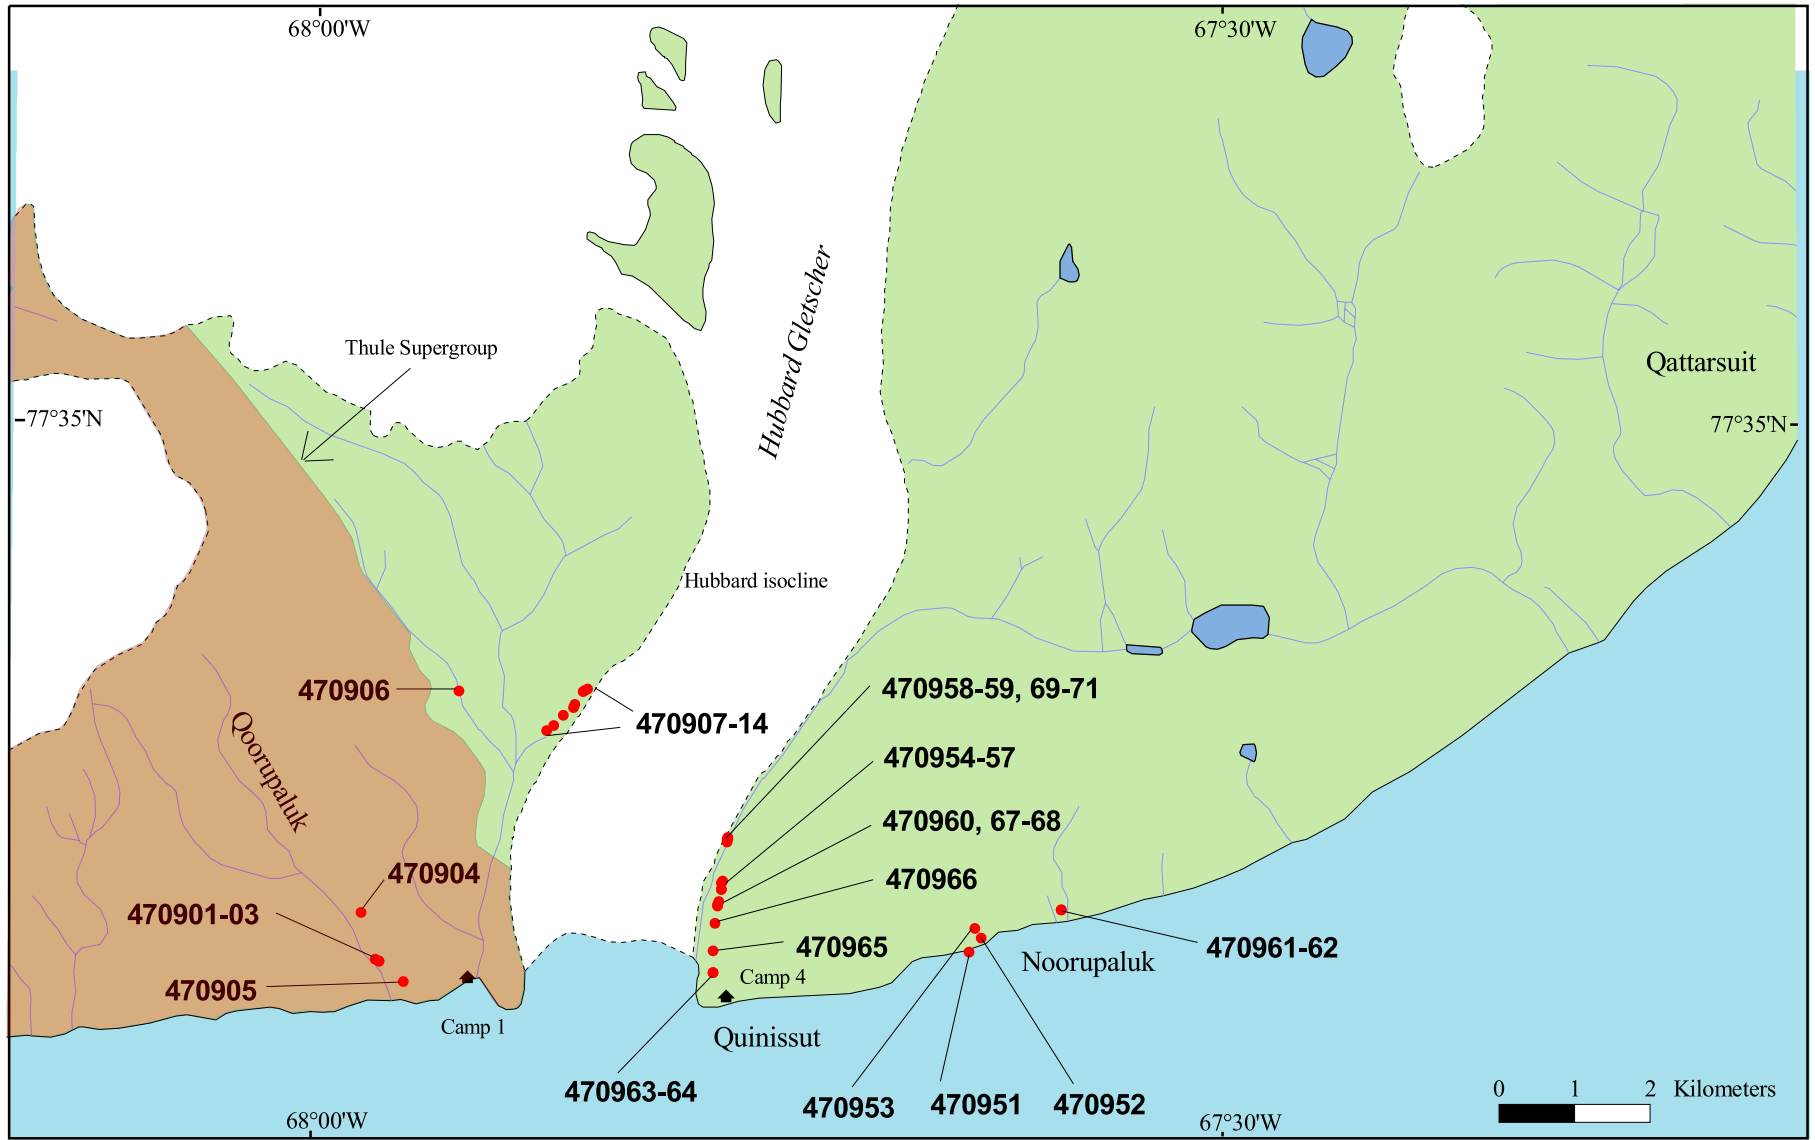 68°00'W
67°30'W
Hubbard Gletscher
Thule Supergroup
Qattarsuit
77°35'N
77°35'N
Hubbard isocline
470906
470907-14
470958-59, 69-71
Qoorupaluk
470954-57
470960, 67-68
470904
470966
470901-03
470965
470961-62
Noorupaluk
470905
Camp 4
Camp 1
Quinissut
470963-64
470953
470951
470952
0 1 2 Kilometers
68°00'W
67°30'W